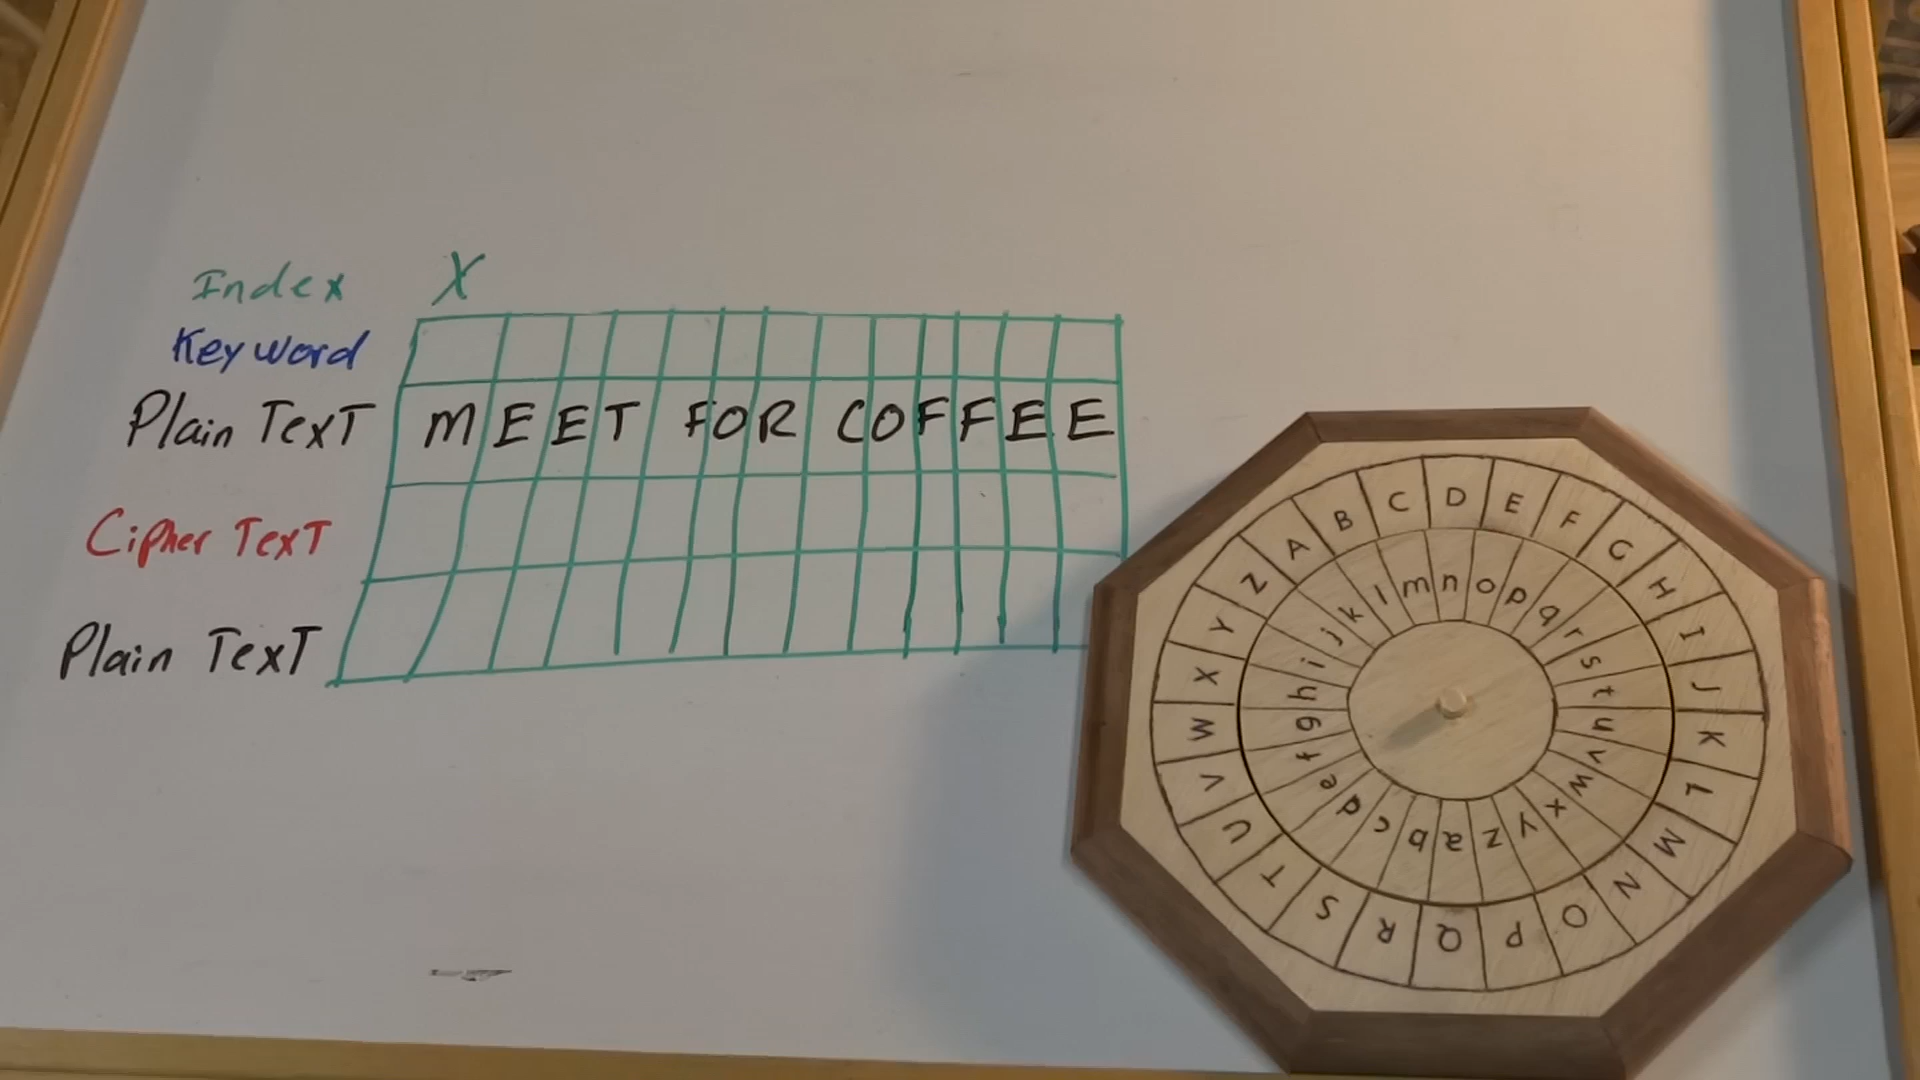 Index X
Keyword
Plain Text MEET FOR COFFEE
Cipher Text
Plain Text
A B C D E F G H I J K L M N O P Q R S T U V W X Y Z
a b c d e f g h i j k l m n o p q r s t u v w x y z